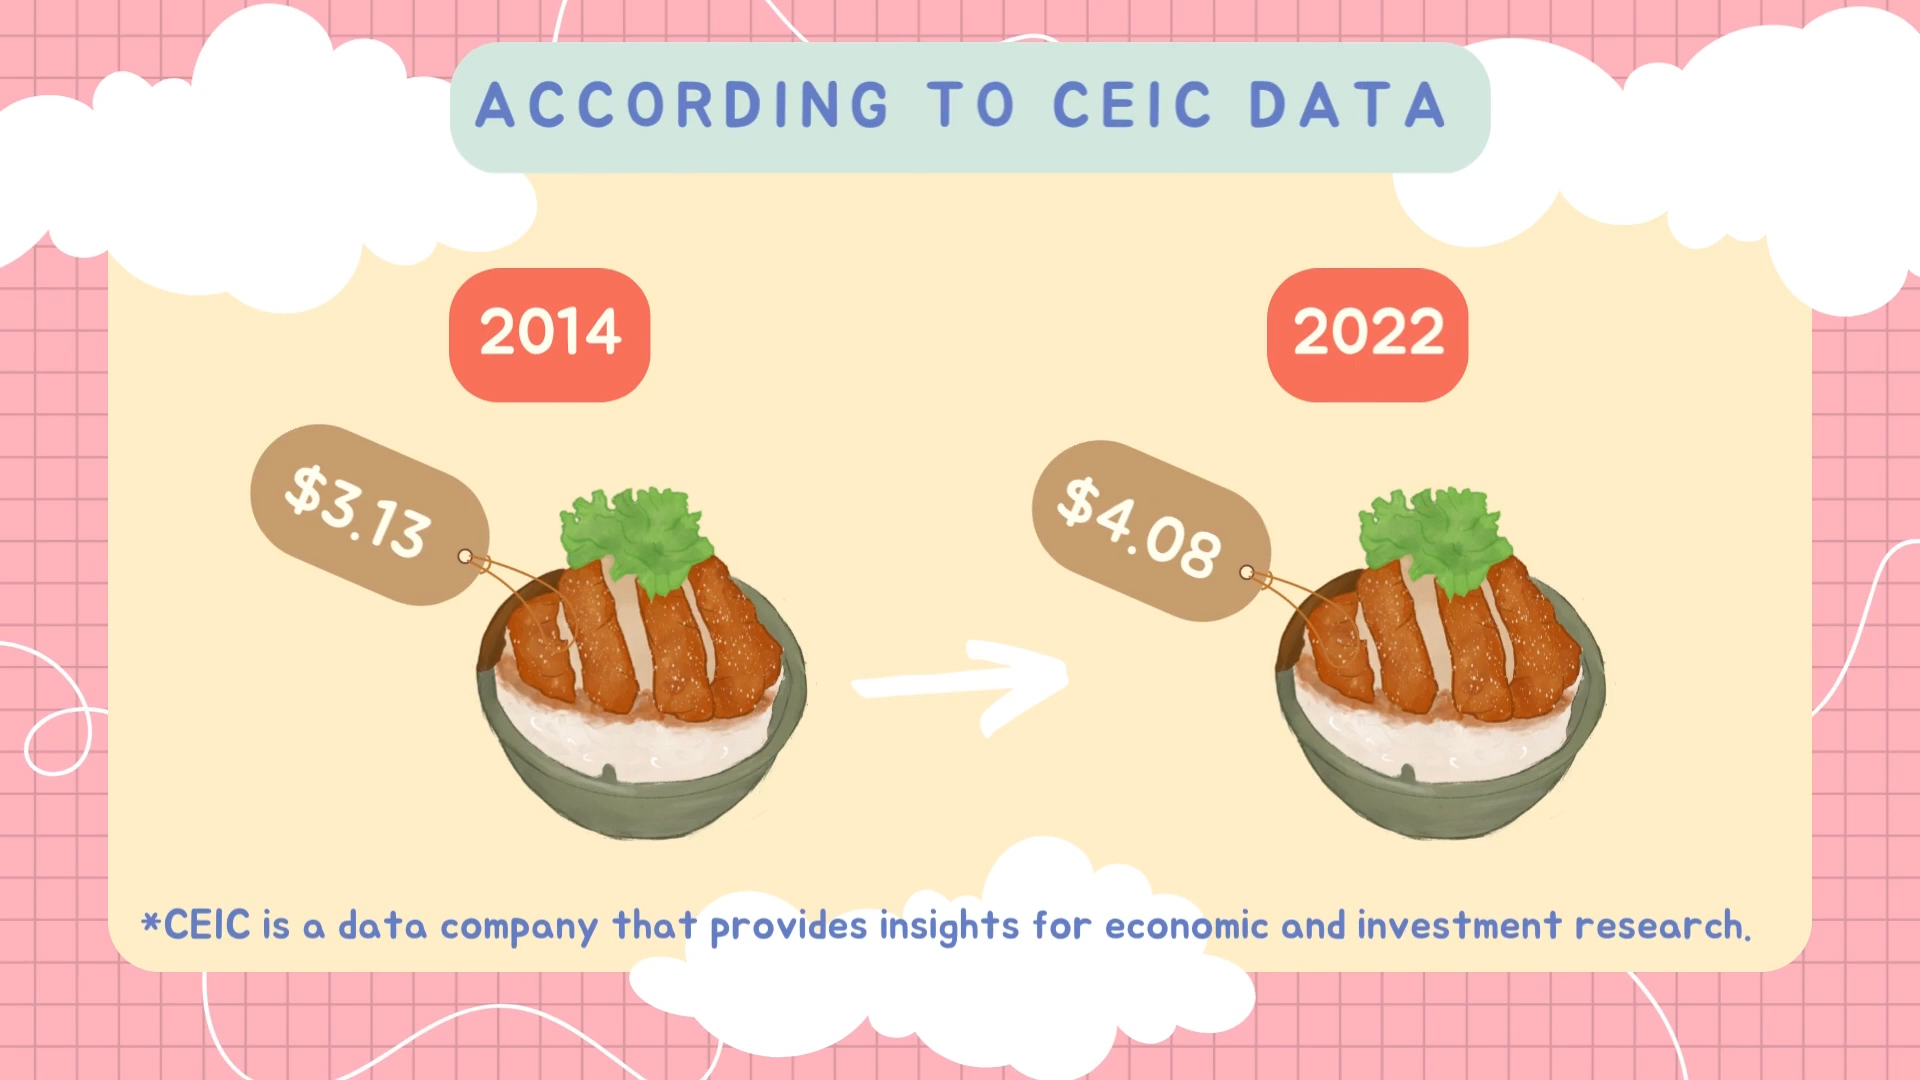 ACCORDING TO CEIC DATA
2014
2022
$3.13
$4.08
*CEIC is a data company that provides insights for economic and investment research.